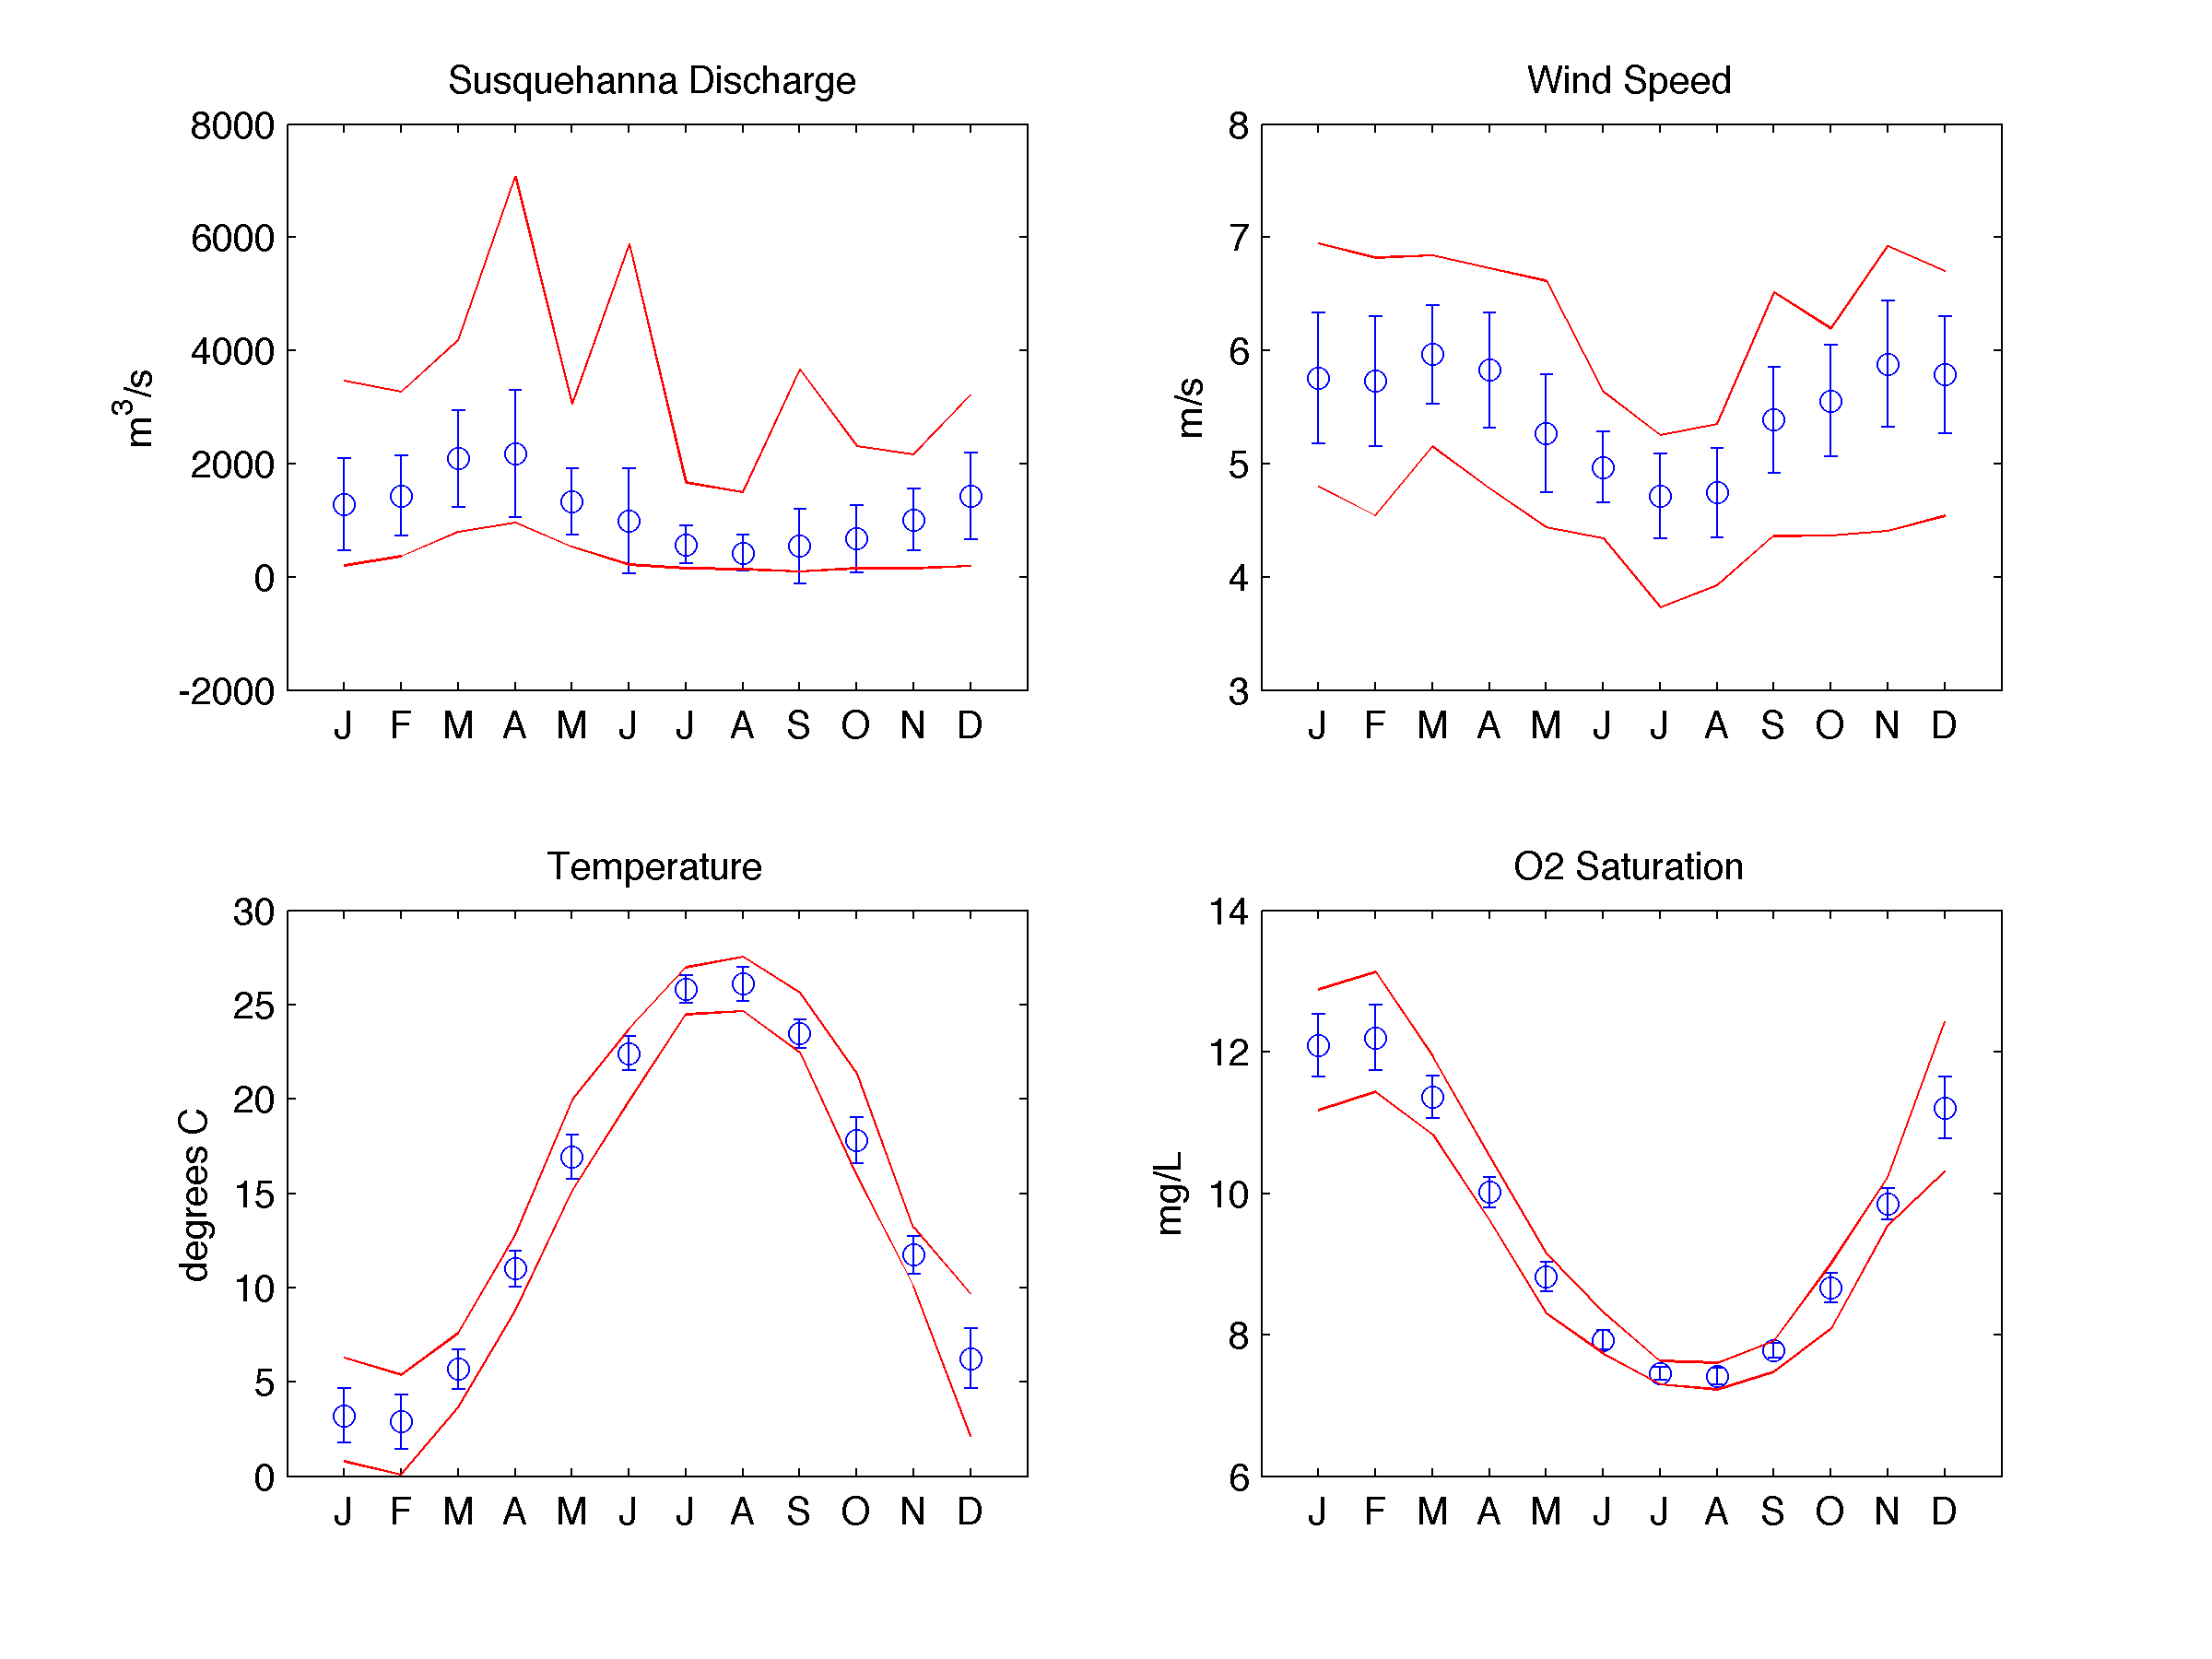 Susquehanna Discharge
8000
6000
4000
2000
0
-2000
m3/s
J F M A M J J A S O N D
Wind Speed
8
7
6
5
4
3
m/s
J F M A M J J A S O N D
Temperature
30
25
20
15
10
5
0
degrees C
J F M A M J J A S O N D
O2 Saturation
14
12
10
8
6
mg/L
J F M A M J J A S O N D